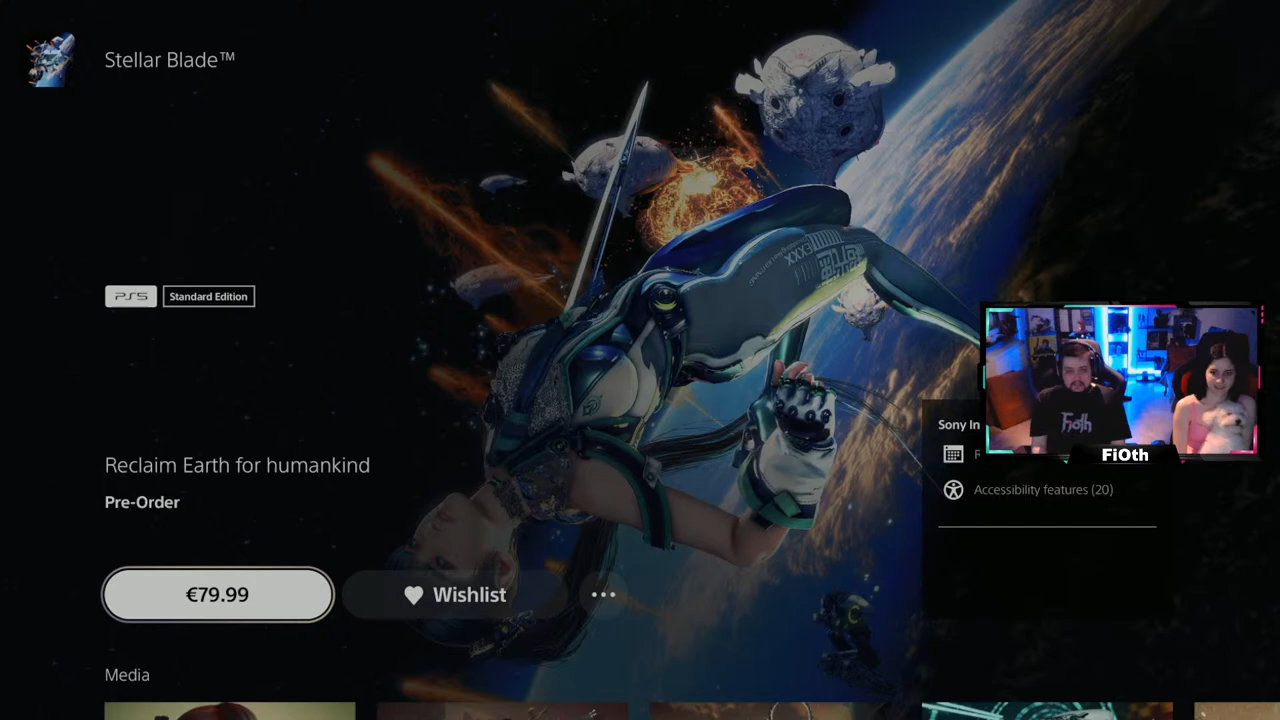 Stellar Blade™
PS5
Standard Edition
Reclaim Earth for humankind
Pre-Order
€79.99
Wishlist
Media
Sony In
R
Accessibility features (20)
Fioth
FiOth